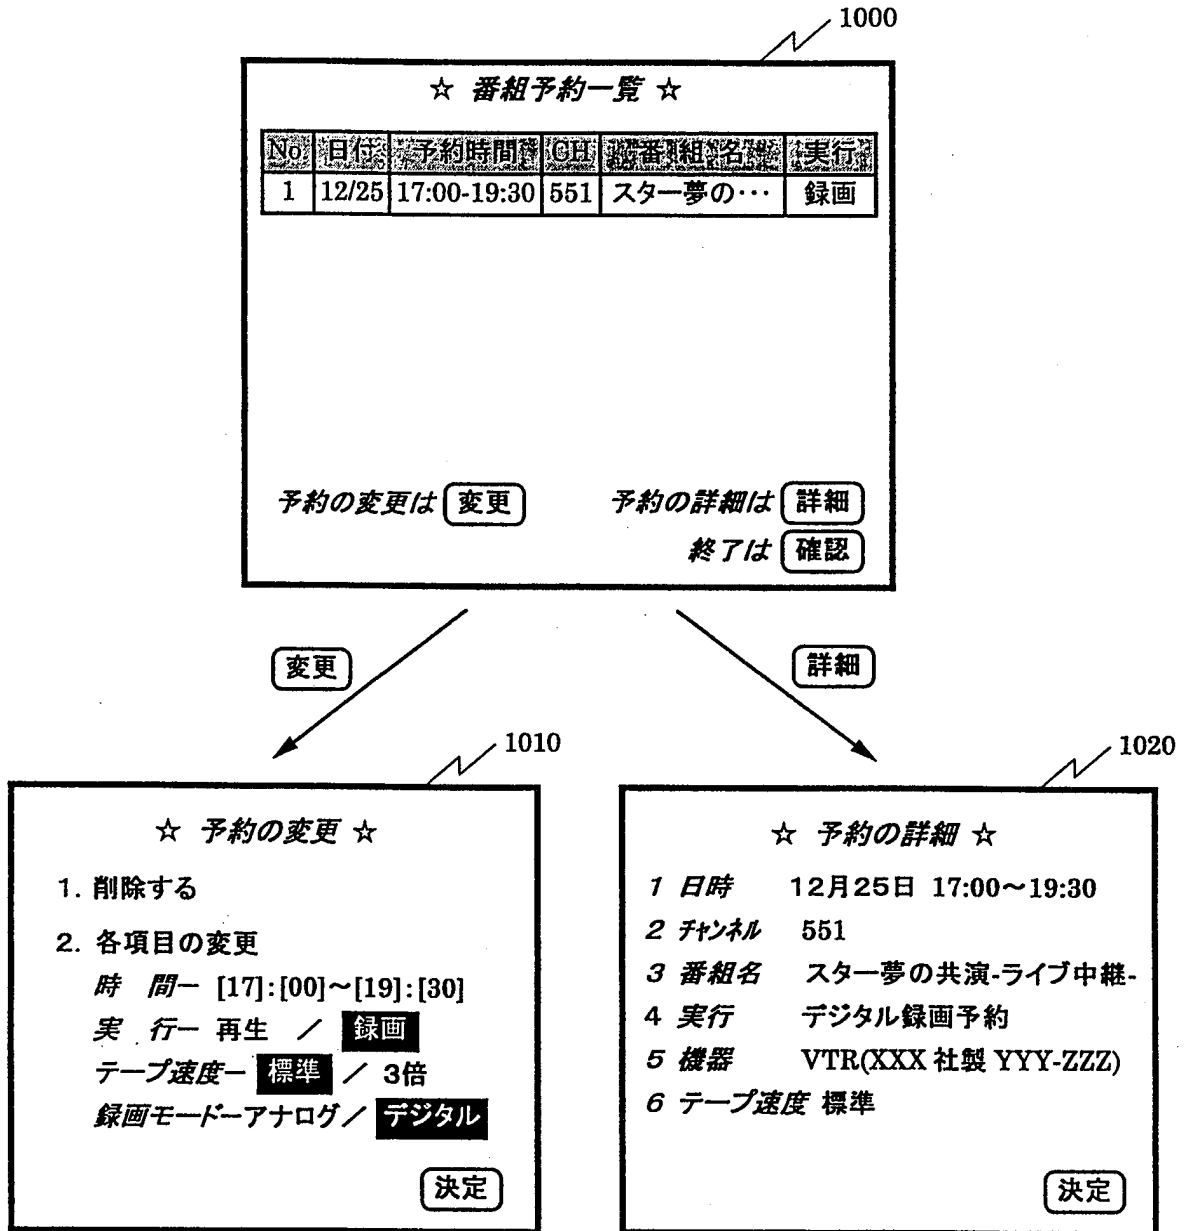 1000
☆ 番組予約一覧 ☆
No 日付 予約時間 CH 番組名 実行
1 12/25 17:00-19:30 551 スター夢の・・・ 録画
予約の変更は 変更 予約の詳細は 詳細
終了は 確認
変更 詳細
1010
☆ 予約の変更 ☆
1. 削除する
2. 各項目の変更
時 間ー [17]:[00]～[19]:[30]
実 行ー 再生 ／ 録画
テープ速度ー 標準 ／ 3倍
録画モードーアナログ／ デジタル
決定
1020
☆ 予約の詳細 ☆
1 日時 12月25日 17:00～19:30
2 チャンネル 551
3 番組名 スター夢の共演-ライブ中継-
4 実行 デジタル録画予約
5 機器 VTR(XXX 社製 YYY-ZZZ)
6 テープ速度 標準
決定